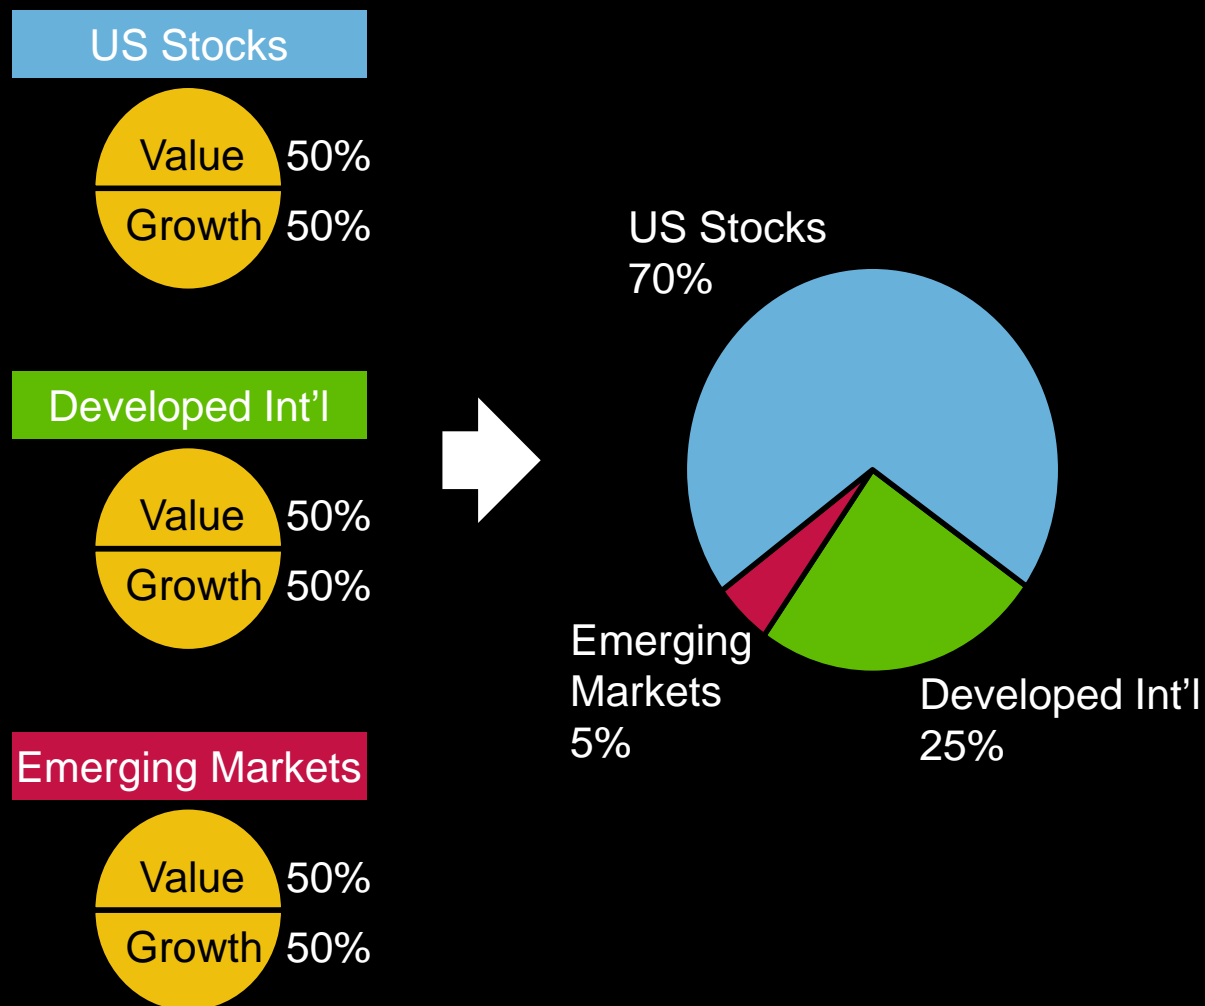 US Stocks
Value 50%
Growth 50%
Developed Int’l
Value 50%
Growth 50%
Emerging Markets
Value 50%
Growth 50%
US Stocks
70%
Emerging
Markets
5%
Developed Int’l
25%